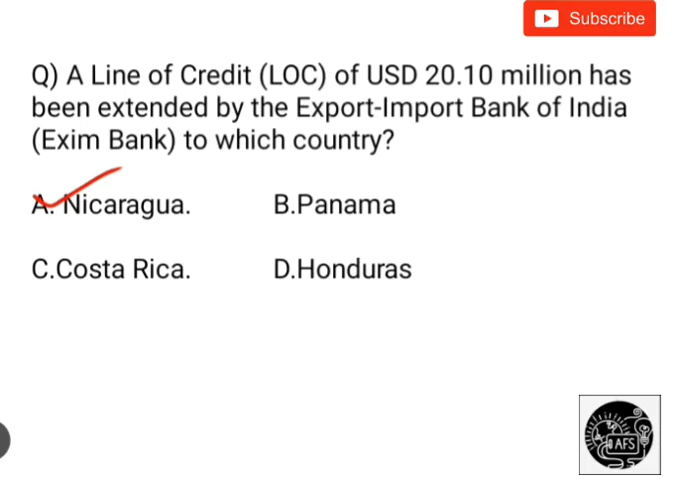 Subscribe
Q) A Line of Credit (LOC) of USD 20.10 million has
been extended by the Export-Import Bank of India
(Exim Bank) to which country?
A. Nicaragua.
B.Panama
C.Costa Rica.
D.Honduras
AFS